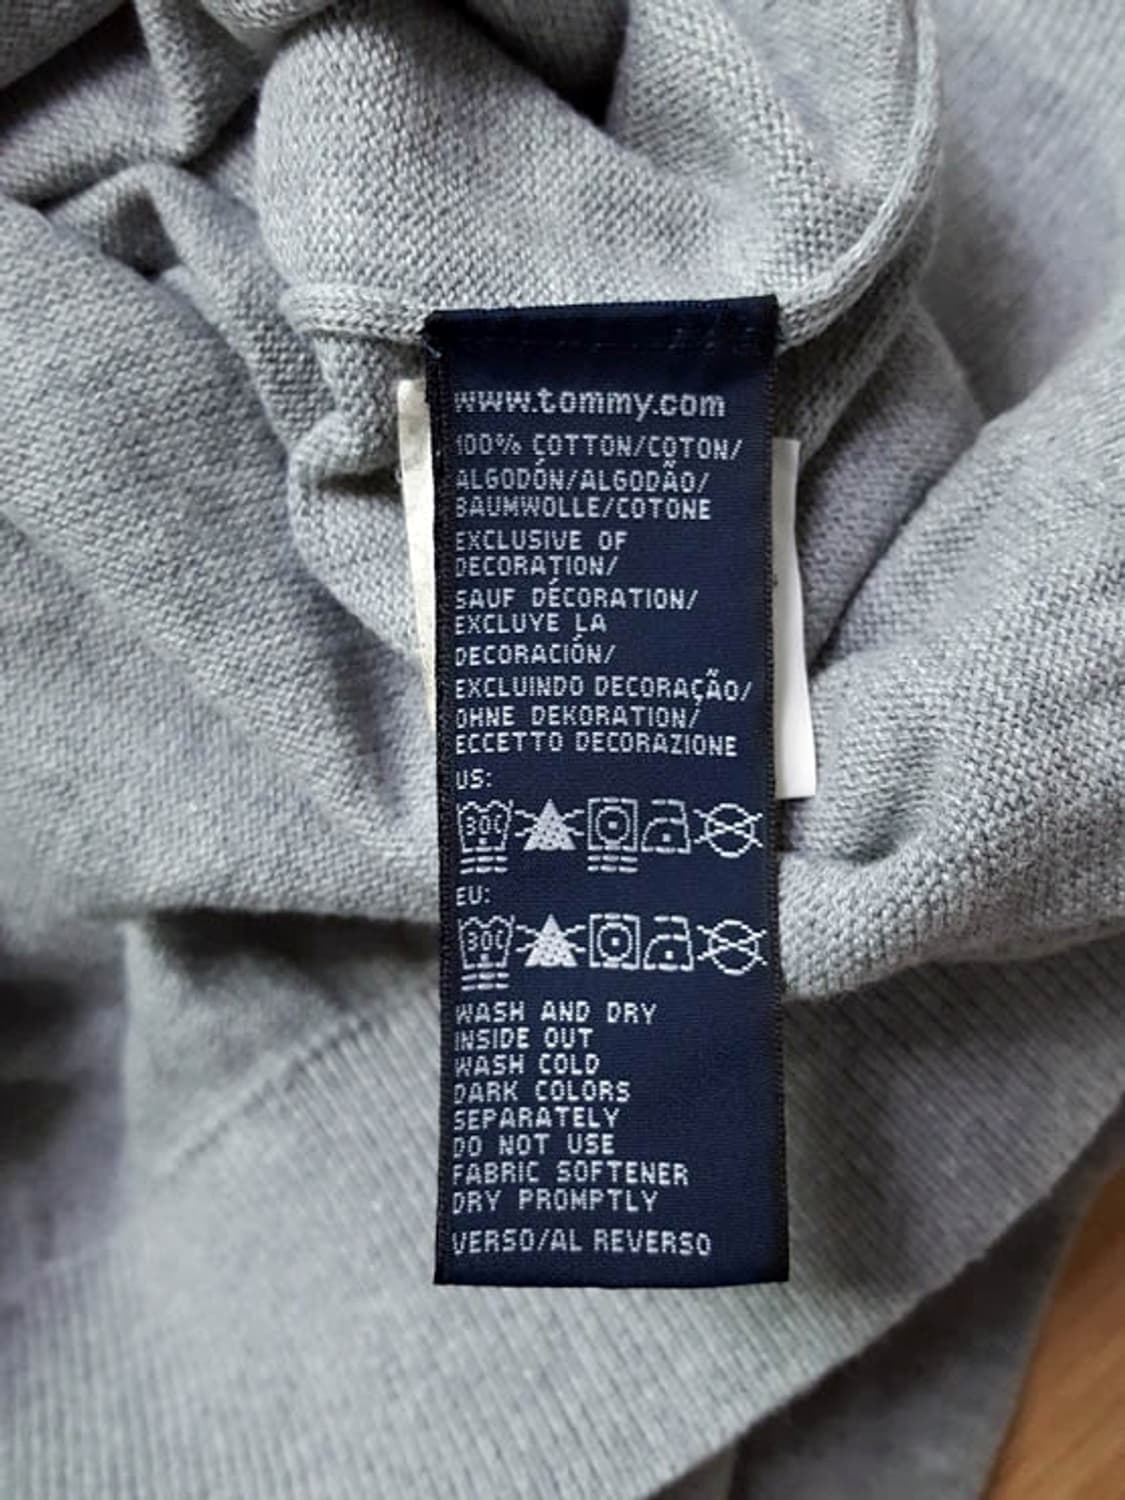 www.tommy.com
100% COTTON/COTON/
ALGODÓN/ALGODÃO/
BAUMWOLLE/COTONE
EXCLUSIVE OF
DECORATION/
SAUF DÉCORATION/
EXCLUYE LA
DECORACIÓN/
EXCLUINDO DECORAÇÃO/
OHNE DEKORATION/
ECCETTO DECORAZIONE
US:
30C
EU:
30C
WASH AND DRY
INSIDE OUT
WASH COLD
DARK COLORS
SEPARATELY
DO NOT USE
FABRIC SOFTENER
DRY PROMPTLY
VERSO/AL REVERSO